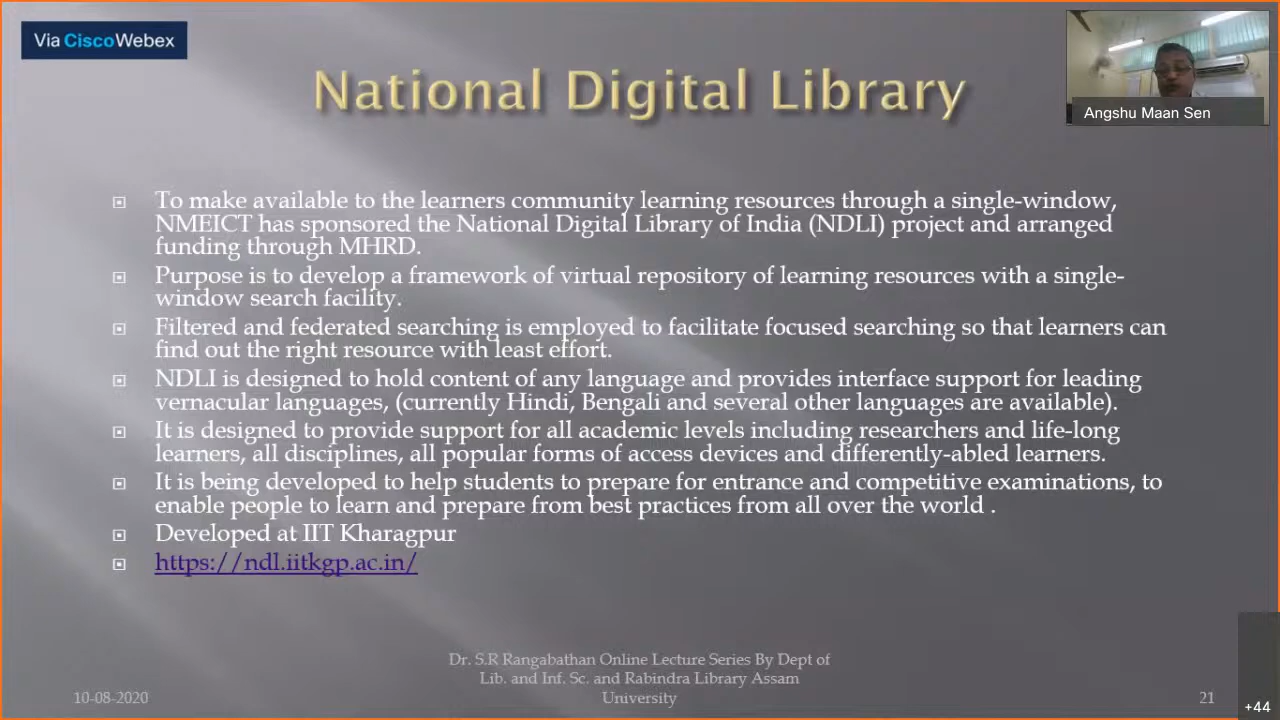 Via Cisco Webex
National Digital Library
Angshu Maan Sen
To make available to the learners community learning resources through a single-window,
NMEICT has sponsored the National Digital Library of India (NDLI) project and arranged
funding through MHRD.
Purpose is to develop a framework of virtual repository of learning resources with a single-
window search facility.
Filtered and federated searching is employed to facilitate focused searching so that learners can
find out the right resource with least effort.
NDLI is designed to hold content of any language and provides interface support for leading
vernacular languages, (currently Hindi, Bengali and several other languages are available).
It is designed to provide support for all academic levels including researchers and life-long
learners, all disciplines, all popular forms of access devices and differently-abled learners.
It is being developed to help students to prepare for entrance and competitive examinations, to
enable people to learn and prepare from best practices from all over the world .
Developed at IIT Kharagpur
https://ndl.iitkgp.ac.in/
Dr. S.R Rangabathan Online Lecture Series By Dept of
Lib. and Inf. Sc. and Rabindra Library Assam
University
10-08-2020
21
+44